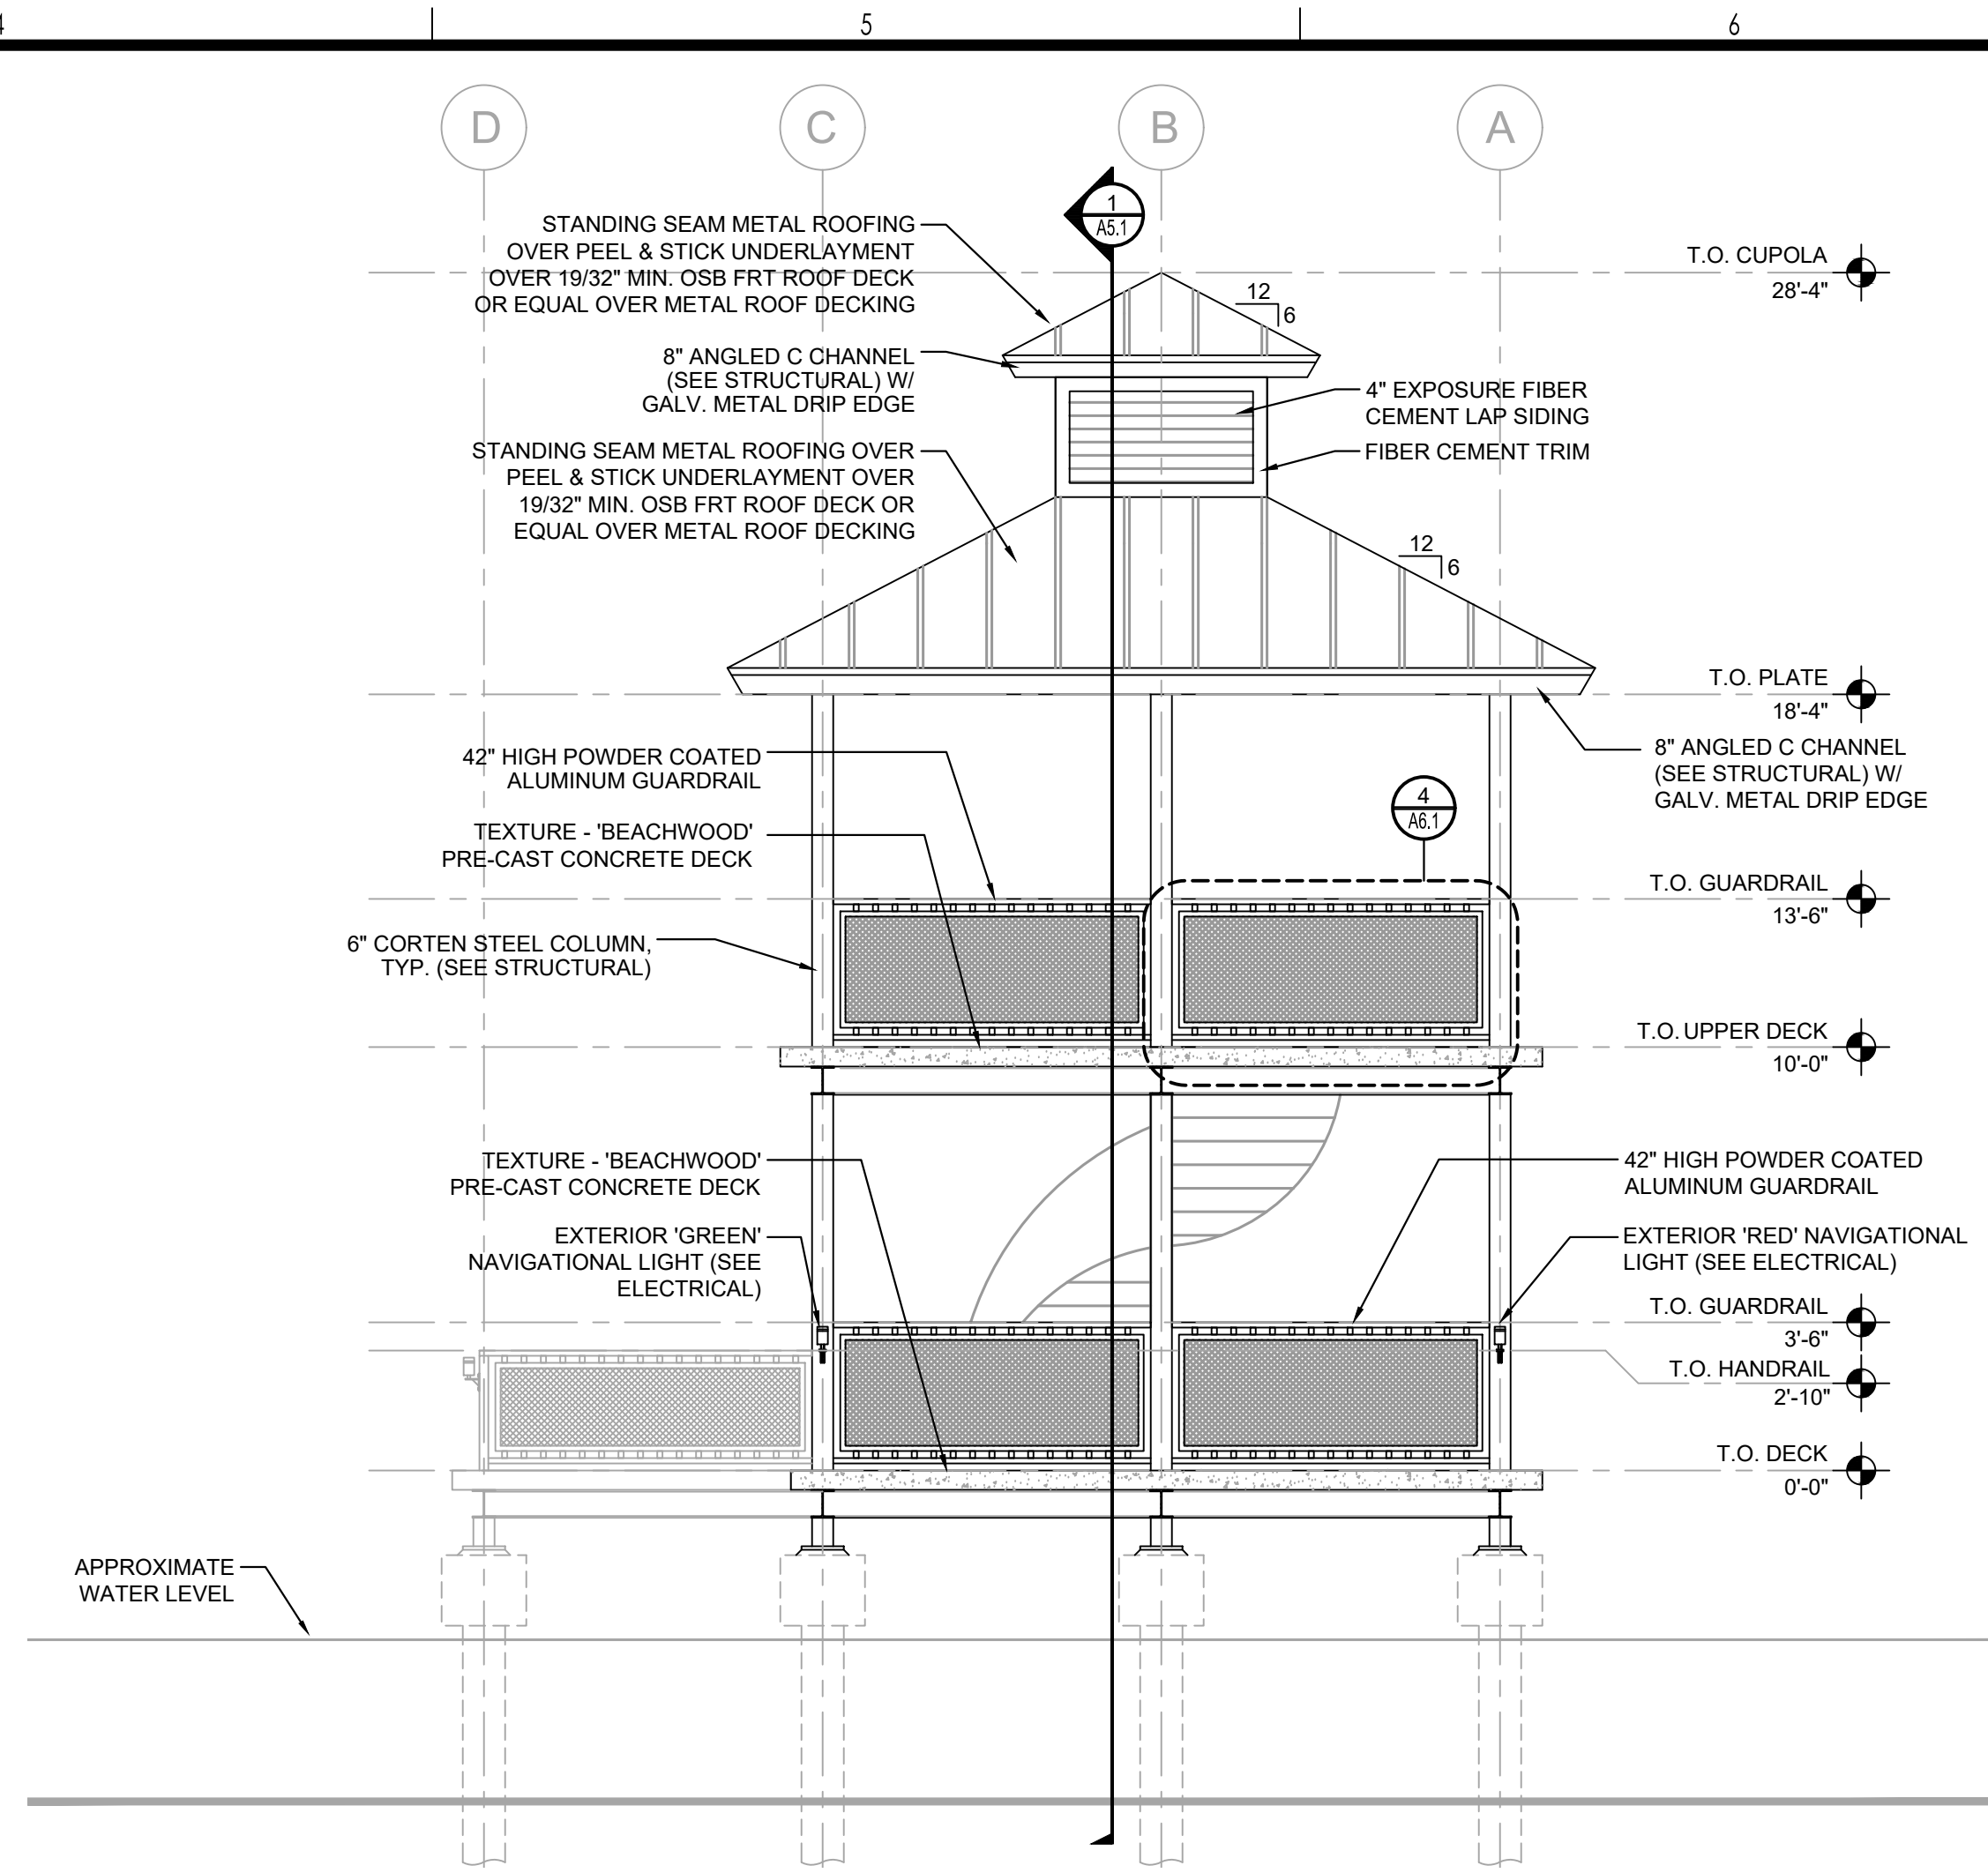 4
5
6
D
C
B
A
1
A5.1
STANDING SEAM METAL ROOFING
OVER PEEL & STICK UNDERLAYMENT
OVER 19/32" MIN. OSB FRT ROOF DECK
OR EQUAL OVER METAL ROOF DECKING
12
6
T.O. CUPOLA
28'-4"
8" ANGLED C CHANNEL
(SEE STRUCTURAL) W/
GALV. METAL DRIP EDGE
4" EXPOSURE FIBER
CEMENT LAP SIDING
FIBER CEMENT TRIM
STANDING SEAM METAL ROOFING OVER
PEEL & STICK UNDERLAYMENT OVER
19/32" MIN. OSB FRT ROOF DECK OR
EQUAL OVER METAL ROOF DECKING
12
6
T.O. PLATE
18'-4"
8" ANGLED C CHANNEL
(SEE STRUCTURAL) W/
GALV. METAL DRIP EDGE
42" HIGH POWDER COATED
ALUMINUM GUARDRAIL
4
A6.1
TEXTURE - 'BEACHWOOD'
PRE-CAST CONCRETE DECK
T.O. GUARDRAIL
13'-6"
6" CORTEN STEEL COLUMN,
TYP. (SEE STRUCTURAL)
T.O. UPPER DECK
10'-0"
TEXTURE - 'BEACHWOOD'
PRE-CAST CONCRETE DECK
42" HIGH POWDER COATED
ALUMINUM GUARDRAIL
EXTERIOR 'GREEN'
NAVIGATIONAL LIGHT (SEE
ELECTRICAL)
EXTERIOR 'RED' NAVIGATIONAL
LIGHT (SEE ELECTRICAL)
T.O. GUARDRAIL
3'-6"
T.O. HANDRAIL
2'-10"
T.O. DECK
0'-0"
APPROXIMATE
WATER LEVEL